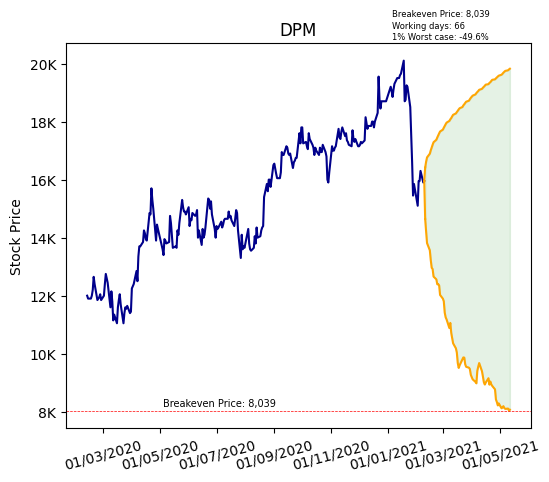 Breakeven Price: 8,039
Working days: 66
1% Worst case: -49.6%
DPM
Stock Price
20K
18K
16K
14K
12K
10K
8K
Breakeven Price: 8,039
01/03/2020
01/05/2020
01/07/2020
01/09/2020
01/11/2020
01/01/2021
01/03/2021
01/05/2021